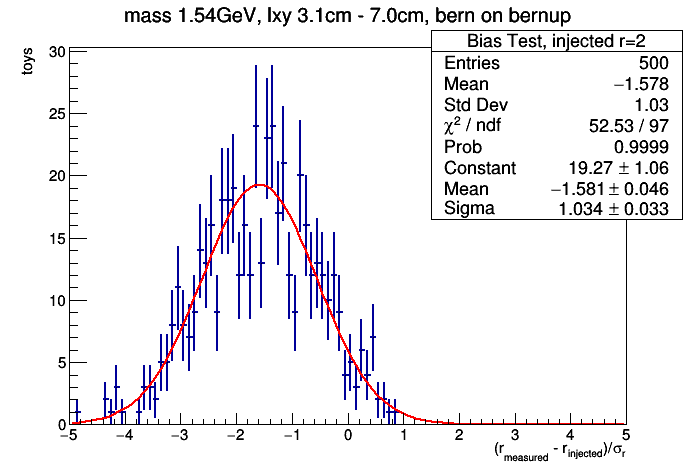 mass 1.54GeV, lxy 3.1cm - 7.0cm, bern on bernup
Bias Test, injected r=2
Entries 500
Mean −1.578
Std Dev 1.03
χ² / ndf 52.53 / 97
Prob 0.9999
Constant 19.27 ± 1.06
Mean −1.581 ± 0.046
Sigma 1.034 ± 0.033
toys
30
25
20
15
10
5
0
−5 −4 −3 −2 −1 0 1 2 3 4 5
(r_measured - r_injected)/σ_r